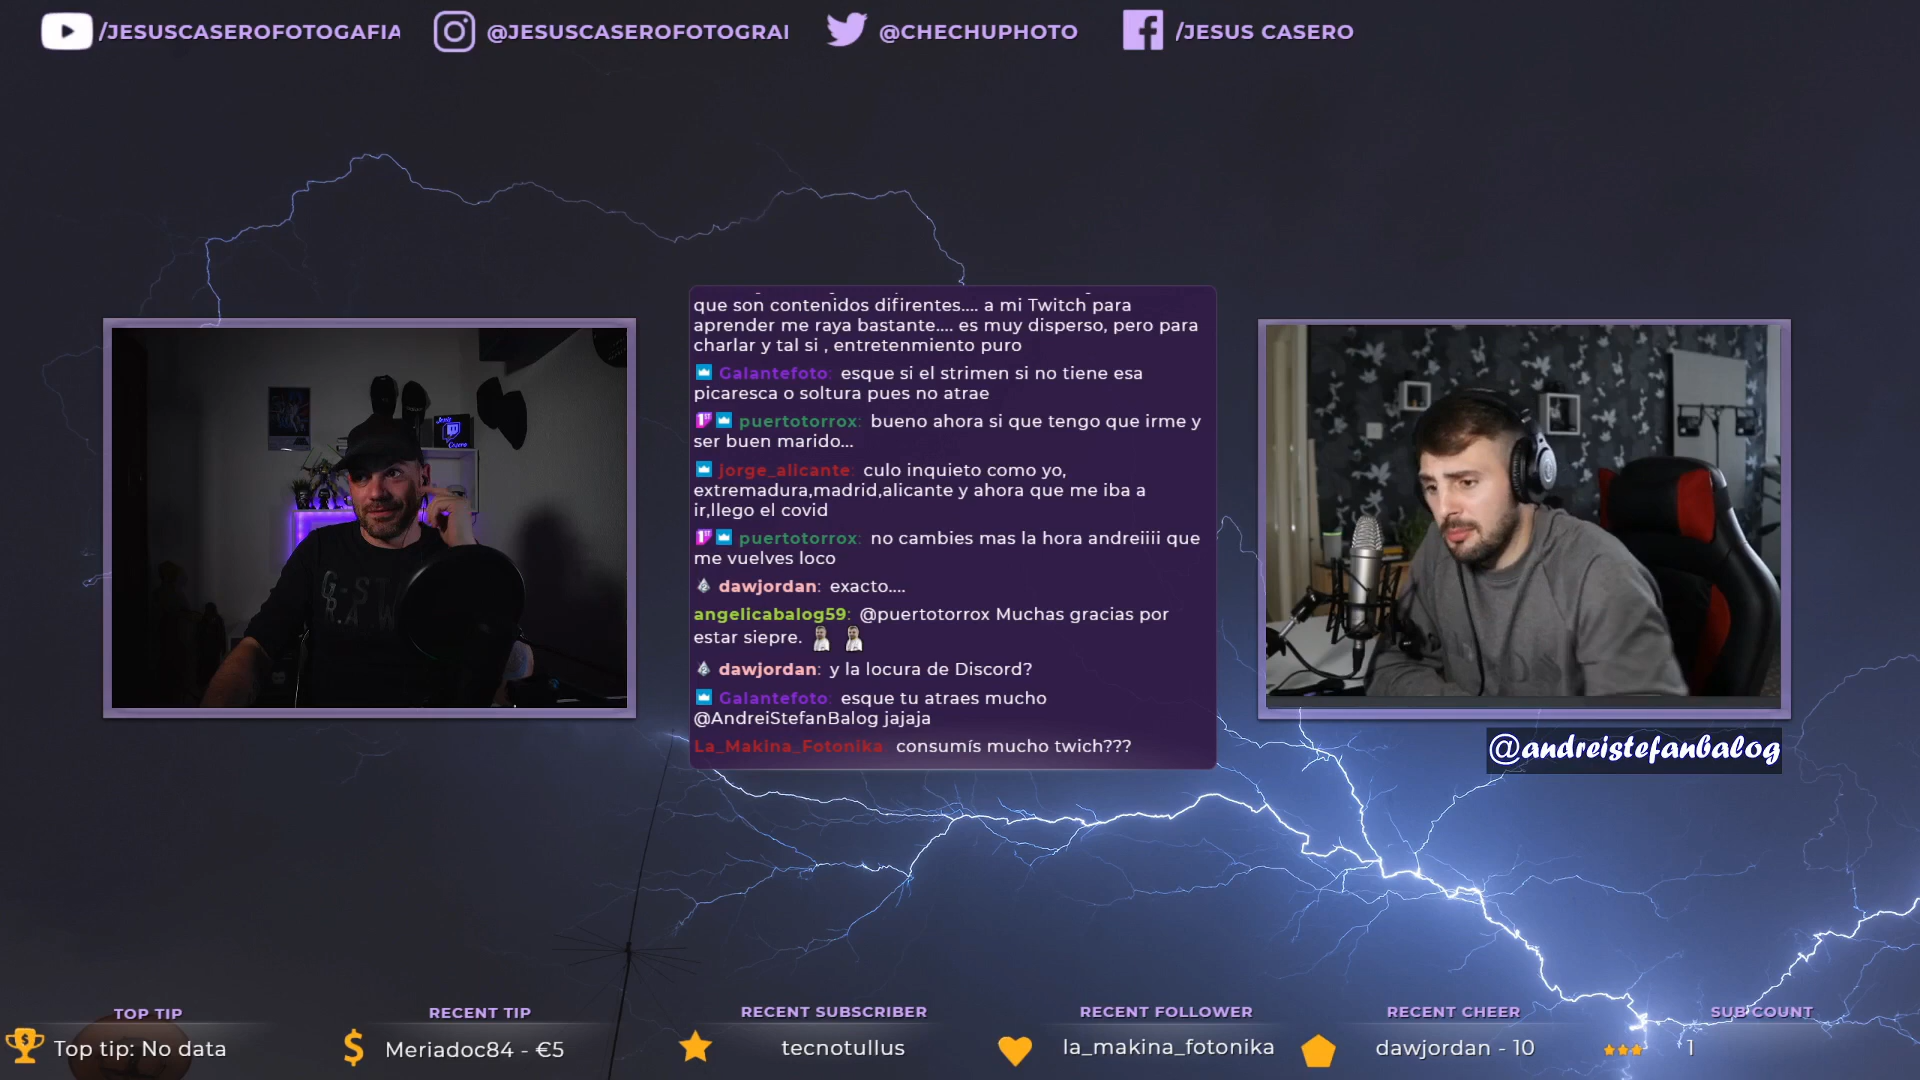 /JESUSCASEROFOTOGAFIA
@JESUSCASEROFOTOGRAI
@CHECHUPHOTO
/JESUS CASERO
que son contenidos difirentes.... a mi Twitch para
aprender me raya bastante.... es muy disperso, pero para
charlar y tal si , entretenmiento puro
Galantefoto: esque si el strimen si no tiene esa
picaresca o soltura pues no atrae
1ST puertotorrox: bueno ahora si que tengo que irme y
ser buen marido...
jorge_alicante: culo inquieto como yo,
extremadura,madrid,alicante y ahora que me iba a
ir,llego el covid
1ST puertotorrox: no cambies mas la hora andreiiii que
me vuelves loco
dawjordan: exacto....
angelicabalog59: @puertotorrox Muchas gracias por
estar siepre.
dawjordan: y la locura de Discord?
Galantefoto: esque tu atraes mucho
@AndreiStefanBalog jajaja
La_Makina_Fotonika consumís mucho twich???
Jesús
Casero
@andreistefanbalog
TOP TIP
Top tip: No data
RECENT TIP
Meriadoc84 - €5
RECENT SUBSCRIBER
tecnotullus
RECENT FOLLOWER
la_makina_fotonika
RECENT CHEER
dawjordan - 10
SUB COUNT
1